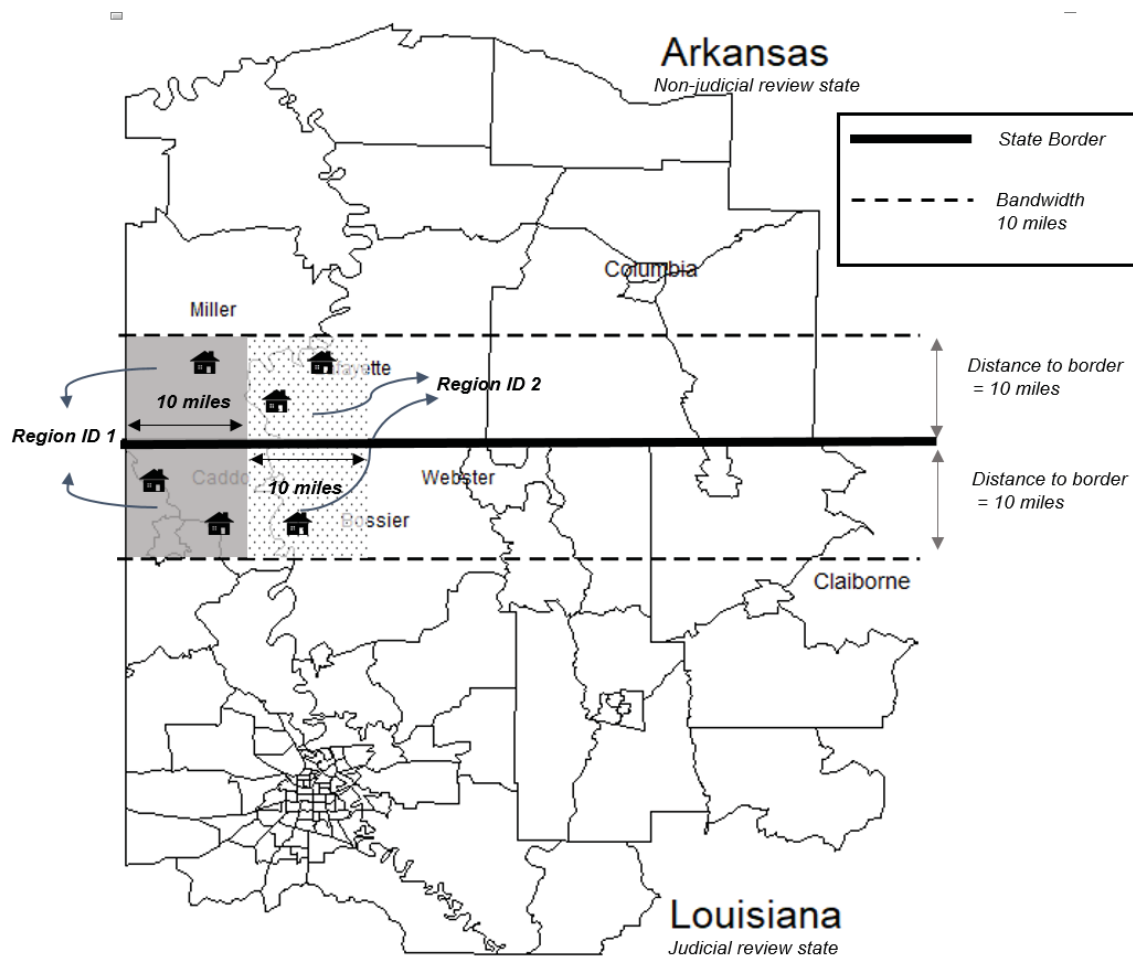 Arkansas
Non-judicial review state
State Border
Bandwidth
10 miles
Columbia
Miller
Distance to border
= 10 miles
Region ID 2
10 miles
Region ID 1
Caddo
Webster
10 miles
Distance to border
= 10 miles
Bossier
Claiborne
Louisiana
Judicial review state